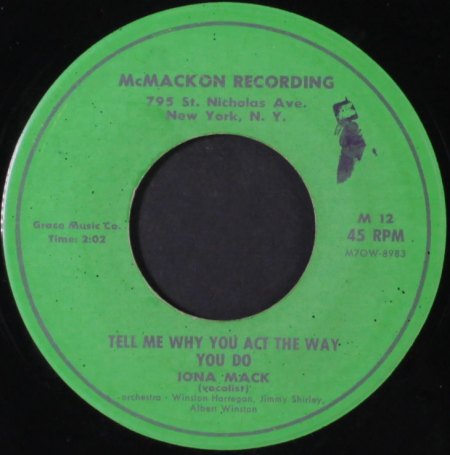 McMACKON RECORDING
795 St. Nicholas Ave.
New York, N. Y.
Grace Music Co.
Time: 2:02
M 12
45 RPM
M7OW-8983
TELL ME WHY YOU ACT THE WAY
YOU DO
JONA MACK
(vocalist)
orchestra - Winston Harregan, Jimmy Shirley,
Albert Winston